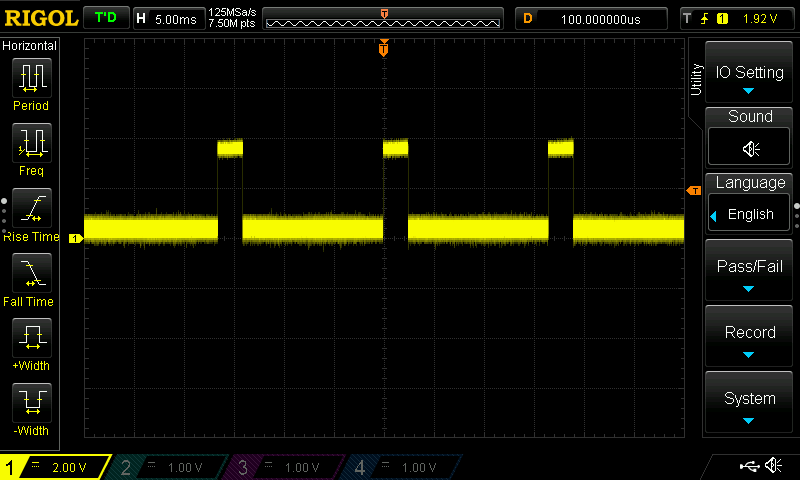 RIGOL T'D H 5.00ms 125MSa/s D 100.000000us T 1 1.92 V
7.50M pts
T
Horizontal
T
Period
Freq
Rise Time
Fall Time
+Width
-Width
1
T
Utility
IO Setting
Sound
Language
English
Pass/Fail
Record
System
1 2.00 V 2 1.00 V 3 1.00 V 4 1.00 V